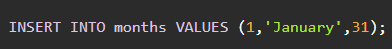 INSERT INTO months VALUES (1,'January',31);